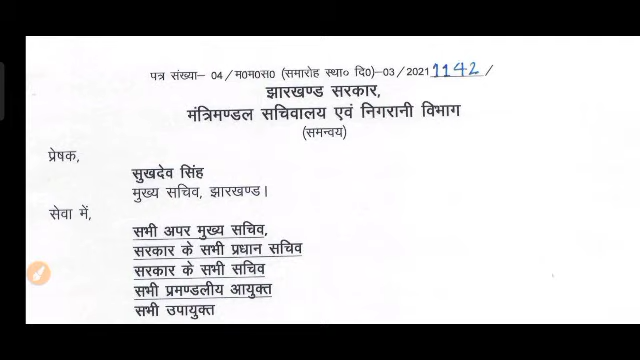 पत्र संख्या– 04/म0म0स0 (समारोह स्था० दि0)–03/2021 1142/
झारखण्ड सरकार,
मंत्रिमण्डल सचिवालय एवं निगरानी विभाग
(समन्वय)
प्रेषक,
सुखदेव सिंह
मुख्य सचिव, झारखण्ड।
सेवा में,
सभी अपर मुख्य सचिव,
सरकार के सभी प्रधान सचिव
सरकार के सभी सचिव
सभी प्रमण्डलीय आयुक्त
सभी उपायुक्त